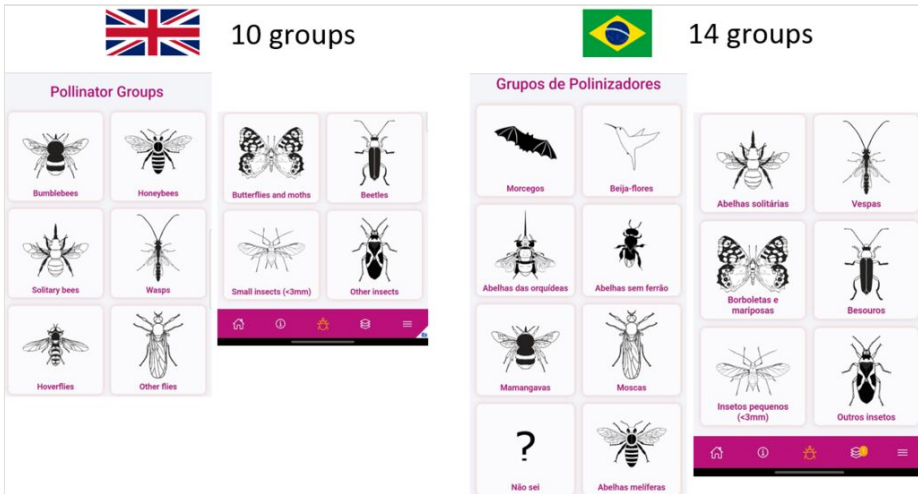 10 groups
14 groups
Pollinator Groups
Bumblebees
Honeybees
Solitary bees
Wasps
Hoverflies
Other flies
Butterflies and moths
Beetles
Small insects (<3mm)
Other insects
Grupos de Polinizadores
Morcegos
Beija-flores
Abelhas das orquídeas
Abelhas sem ferrão
Mamangavas
Moscas
?
Não sei
Abelhas melíferas
Abelhas solitárias
Vespas
Borboletas e
mariposas
Besouros
Insetos pequenos
(<3mm)
Outros insetos